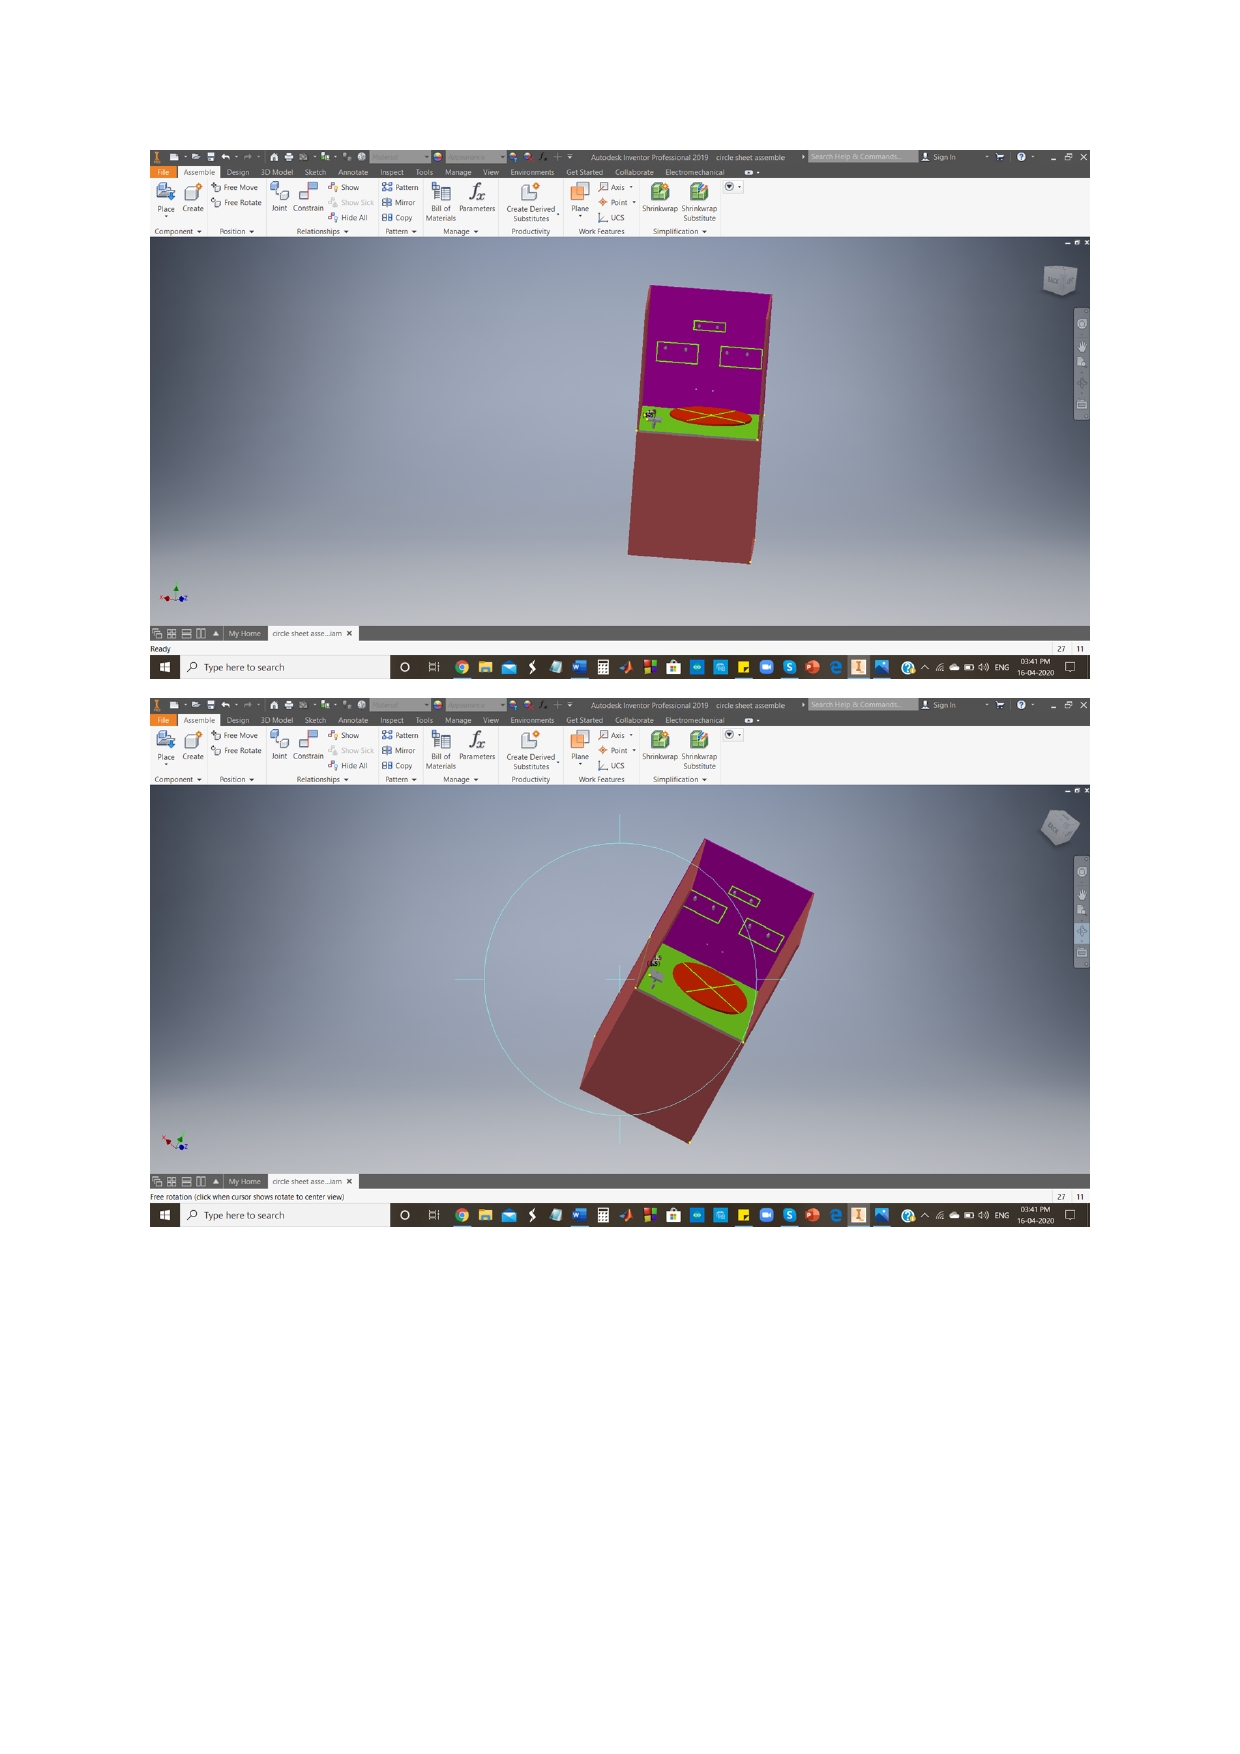 Autodesk Inventor Professional 2019 circle sheet assemble Search Help & Commands... Sign In
File Assemble Design 3D Model Sketch Annotate Inspect Tools Manage View Environments Get Started Collaborate Electromechanical
Free Move Show Pattern Axis
Place Create Free Rotate Joint Constrain Show Sick Mirror Bill of Parameters Create Derived Plane Point Shrinkwrap Shrinkwrap
Hide All Copy Materials Substitutes UCS Substitute
Component Position Relationships Pattern Manage Productivity Work Features Simplification
BACK
My Home circle sheet asse...iam
Ready 27 11
Type here to search ENG 03:41 PM
16-04-2020
Autodesk Inventor Professional 2019 circle sheet assemble Search Help & Commands... Sign In
File Assemble Design 3D Model Sketch Annotate Inspect Tools Manage View Environments Get Started Collaborate Electromechanical
Free Move Show Pattern Axis
Place Create Free Rotate Joint Constrain Show Sick Mirror Bill of Parameters Create Derived Plane Point Shrinkwrap Shrinkwrap
Hide All Copy Materials Substitutes UCS Substitute
Component Position Relationships Pattern Manage Productivity Work Features Simplification
BACK
My Home circle sheet asse...iam
Free rotation (click when cursor shows rotate to center view) 27 11
Type here to search ENG 03:41 PM
16-04-2020